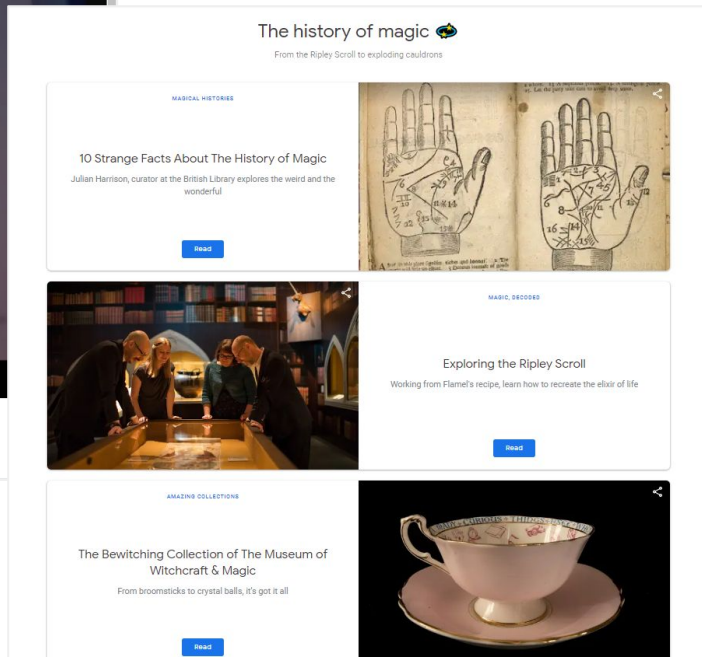 The history of magic
From the Ripley Scroll to exploding cauldrons
MAGICAL HISTORIES
10 Strange Facts About The History of Magic
Julian Harrison, curator at the British Library explores the weird and the
wonderful
Read
MAGIC, DECODED
Exploring the Ripley Scroll
Working from Flamel's recipe, learn how to recreate the elixir of life
Read
AMAZING COLLECTIONS
The Bewitching Collection of The Museum of
Witchcraft & Magic
From broomsticks to crystal balls, it's got it all
CURIOUS THINGS
Read